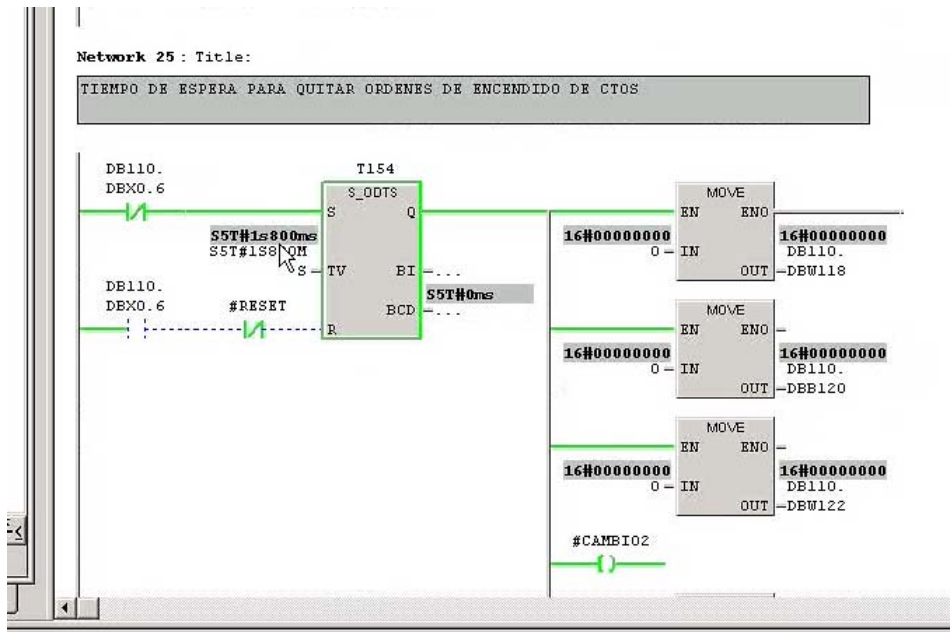 Network 25 : Title:
TIEMPO DE ESPERA PARA QUITAR ORDENES DE ENCENDIDO DE CTOS
DB110.
DBX0.6
T154
S_ODTS
S
Q
S5T#1s800ms
S
TV
BI
...
S5T#0ms
BCD
...
DB110.
DBX0.6
#RESET
R
MOVE
EN
ENO
16#00000000
0
IN
16#00000000
DB110.
OUT
DBW118
MOVE
EN
ENO
16#00000000
0
IN
16#00000000
DB110.
OUT
DBB120
MOVE
EN
ENO
16#00000000
0
IN
16#00000000
DB110.
OUT
DBW122
#CAMBIO2
( )